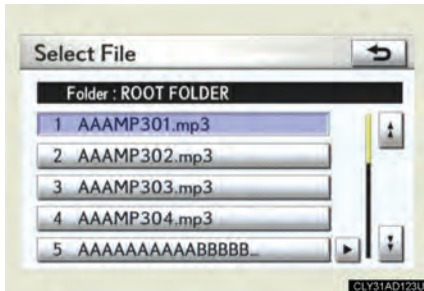 Select File
Folder : ROOT FOLDER
1 AAAMP301.mp3
2 AAAMP302.mp3
3 AAAMP303.mp3
4 AAAMP304.mp3
5 AAAAAAAAAABBBBB...
CLY31AD123U